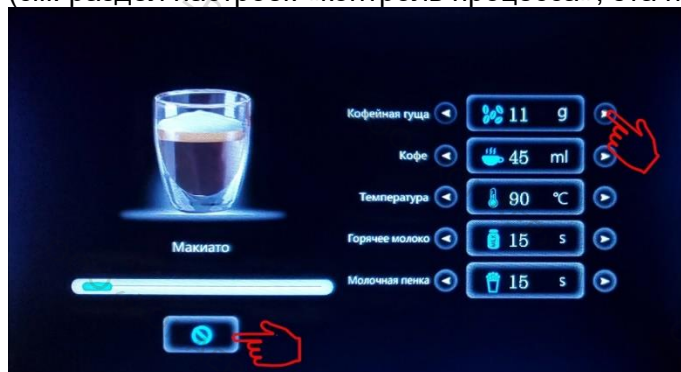 Кофейная гуща 11 g
Кофе 45 ml
Температура 90 °C
Горячее молоко 15 s
Молочная пенка 15 s
Макиато